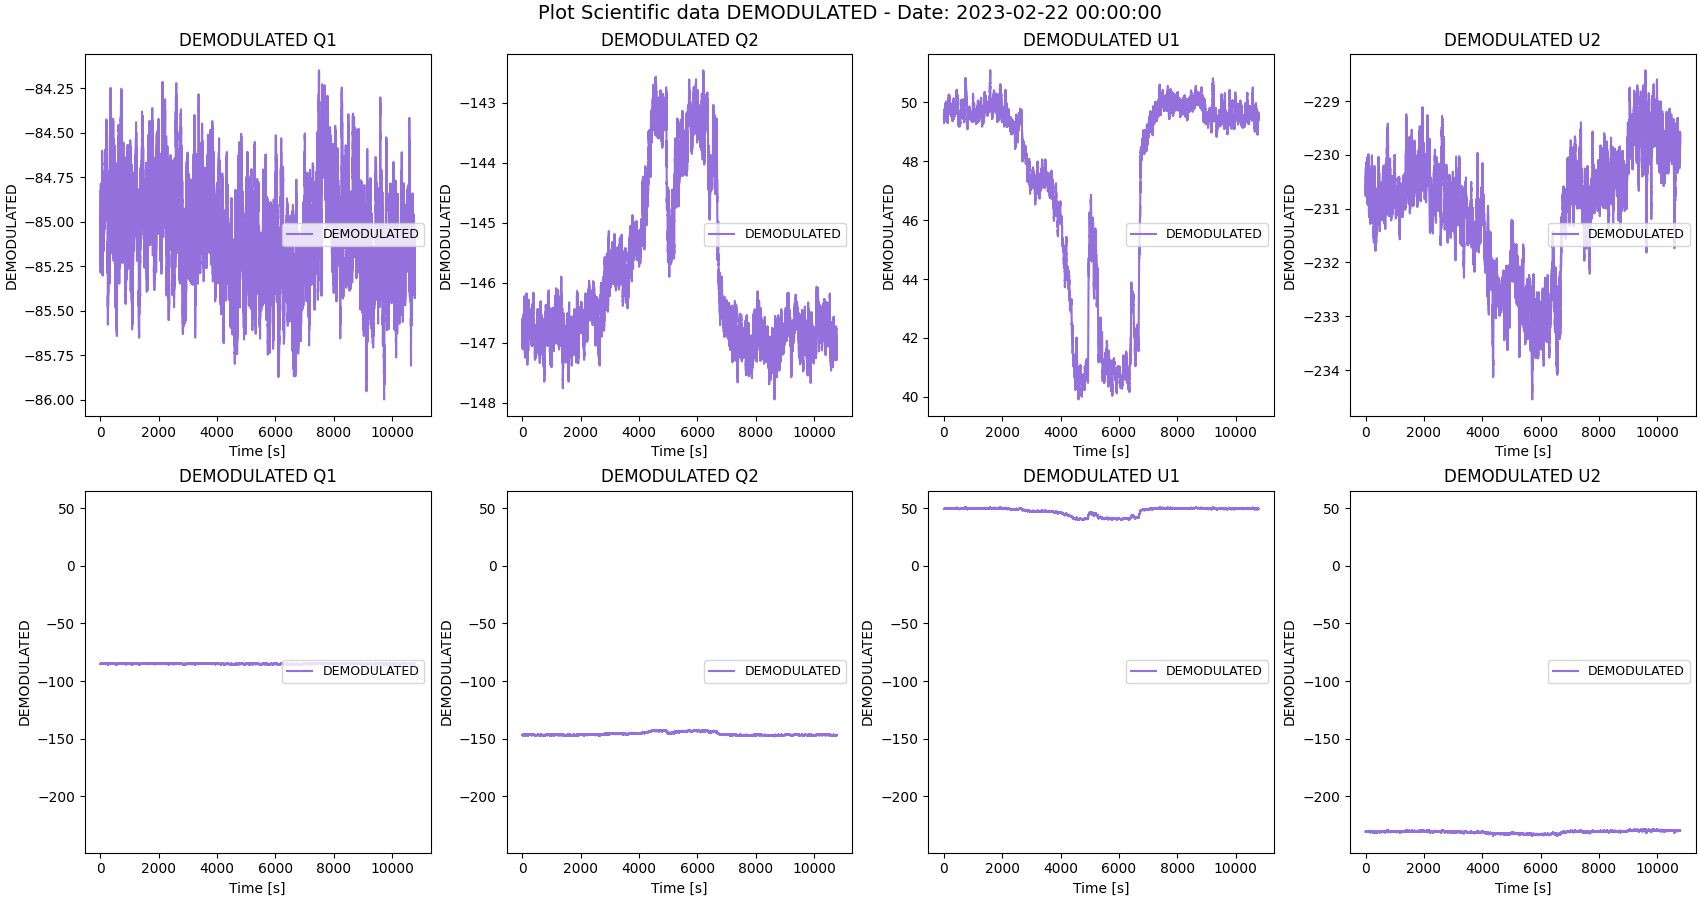 Plot Scientific data DEMODULATED - Date: 2023-02-22 00:00:00
DEMODULATED Q1
DEMODULATED
−84.25
−84.50
−84.75
−85.00
−85.25
−85.50
−85.75
−86.00
DEMODULATED
0 2000 4000 6000 8000 10000
Time [s]
DEMODULATED Q2
DEMODULATED
−143
−144
−145
−146
−147
−148
DEMODULATED
0 2000 4000 6000 8000 10000
Time [s]
DEMODULATED U1
DEMODULATED
50
48
46
44
42
40
DEMODULATED
0 2000 4000 6000 8000 10000
Time [s]
DEMODULATED U2
DEMODULATED
−229
−230
−231
−232
−233
−234
DEMODULATED
0 2000 4000 6000 8000 10000
Time [s]
DEMODULATED Q1
DEMODULATED
50
0
−50
−100
−150
−200
DEMODULATED
0 2000 4000 6000 8000 10000
Time [s]
DEMODULATED Q2
DEMODULATED
50
0
−50
−100
−150
−200
DEMODULATED
0 2000 4000 6000 8000 10000
Time [s]
DEMODULATED U1
DEMODULATED
50
0
−50
−100
−150
−200
DEMODULATED
0 2000 4000 6000 8000 10000
Time [s]
DEMODULATED U2
DEMODULATED
50
0
−50
−100
−150
−200
DEMODULATED
0 2000 4000 6000 8000 10000
Time [s]